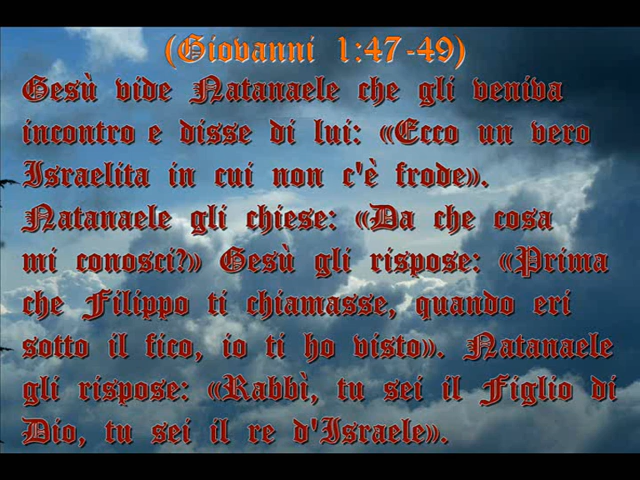 (Giovanni 1:47-49)
Gesù vide Natanaele che gli veniva
incontro e disse di lui: «Ecco un vero
Israelita in cui non c'è frode».
Natanaele gli chiese: «Da che cosa
mi conosci?» Gesù gli rispose: «Prima
che Filippo ti chiamasse, quando eri
sotto il fico, io ti ho visto». Natanaele
gli rispose: «Rabbì, tu sei il Figlio di
Dio, tu sei il re d'Israele».